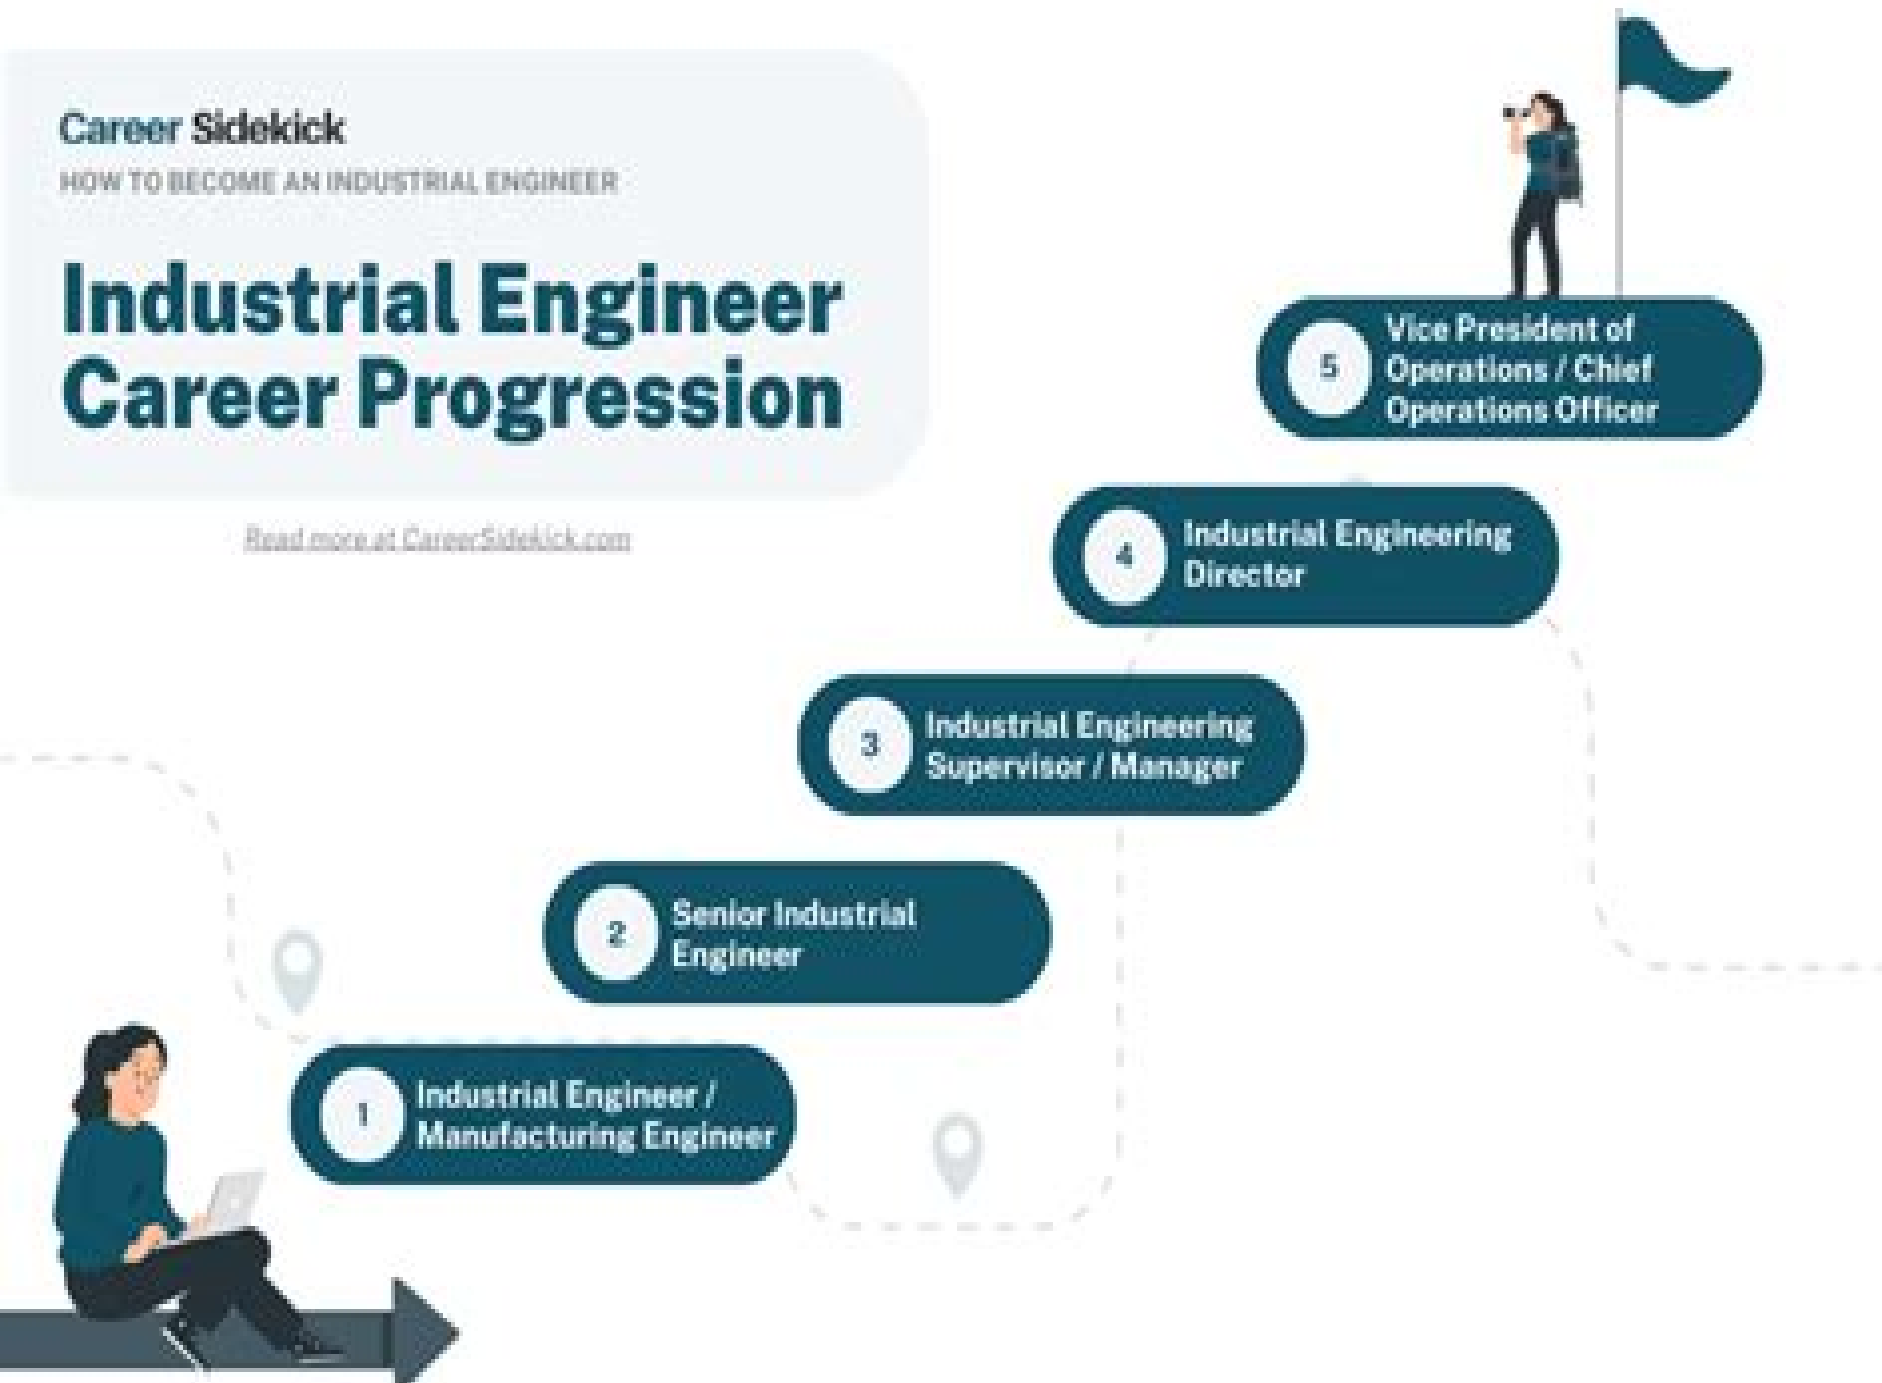 Career Sidekick
HOW TO BECOME AN INDUSTRIAL ENGINEER
Industrial Engineer
Career Progression
Read more at CareerSidekick.com
5
Vice President of
Operations / Chief
Operations Officer
4
Industrial Engineering
Director
3
Industrial Engineering
Supervisor / Manager
2
Senior Industrial
Engineer
1
Industrial Engineer /
Manufacturing Engineer